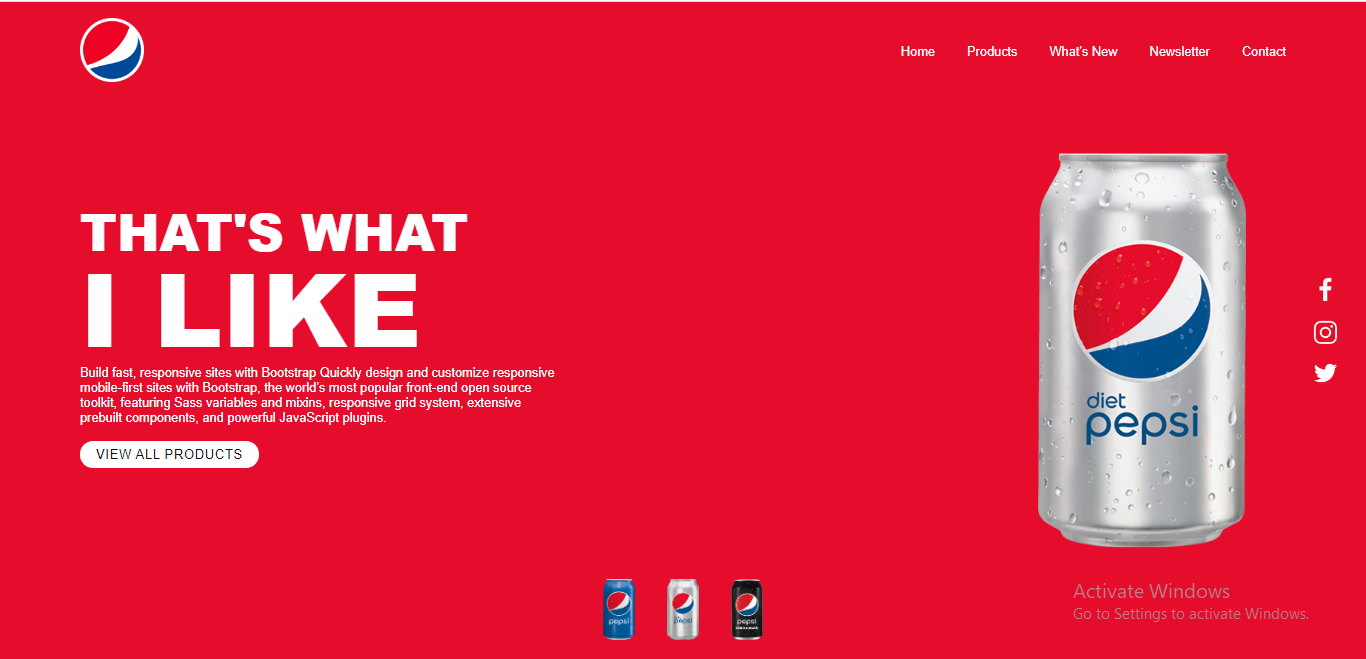 Home Products What's New Newsletter Contact
THAT'S WHAT
I LIKE
Build fast, responsive sites with Bootstrap Quickly design and customize responsive
mobile-first sites with Bootstrap, the world's most popular front-end open source
toolkit, featuring Sass variables and mixins, responsive grid system, extensive
prebuilt components, and powerful JavaScript plugins.
VIEW ALL PRODUCTS
diet
pepsi
pepsi
pepsi
pepsi
Activate Windows
Go to Settings to activate Windows.